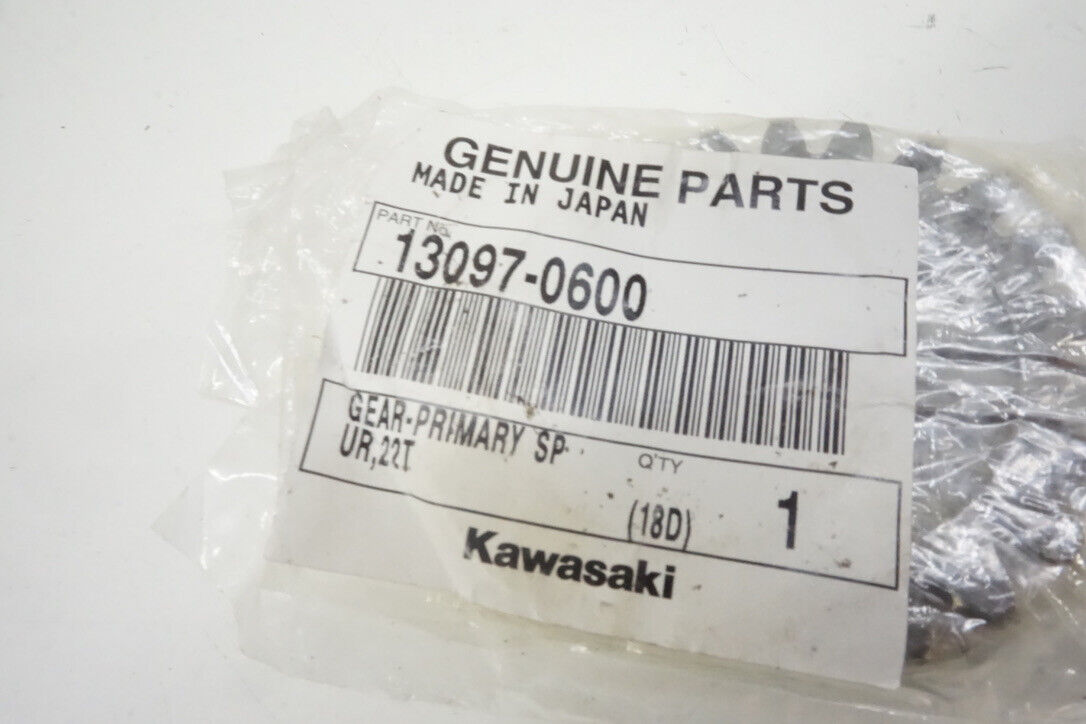 GENUINE PARTS
MADE IN JAPAN
PART No.
13097-0600
GEAR-PRIMARY SP
UR,22T
Q'TY
(18D) 1
Kawasaki